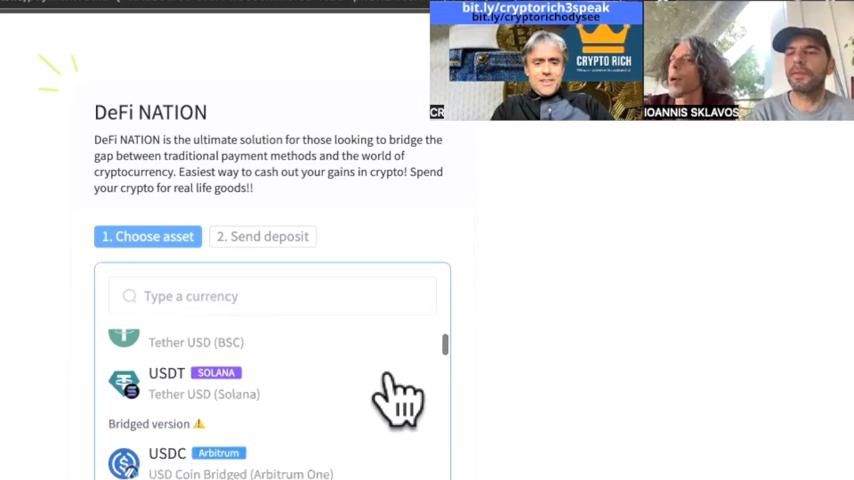 bit.ly/cryptorich3speak
bit.ly/cryptorichodysee
CRYPTO RICH
CR
IOANNIS SKLAVOS
DeFi NATION
DeFi NATION is the ultimate solution for those looking to bridge the
gap between traditional payment methods and the world of
cryptocurrency. Easiest way to cash out your gains in crypto! Spend
your crypto for real life goods!!
1. Choose asset
2. Send deposit
Type a currency
Tether USD (BSC)
USDT SOLANA
Tether USD (Solana)
Bridged version
USDC Arbitrum
USD Coin Bridged (Arbitrum One)